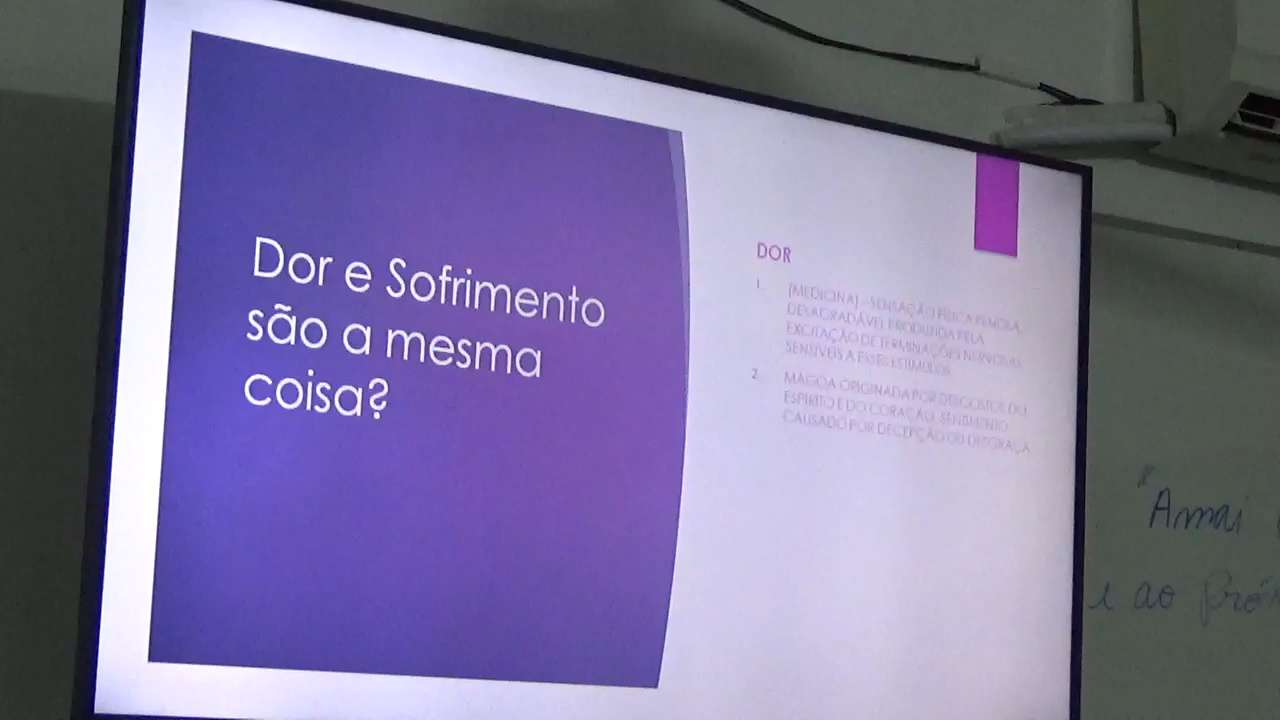 Dor e Sofrimento
são a mesma
coisa?
DOR
1. [MEDICINA] - SENSAÇÃO FÍSICA PENOSA,
DESAGRADÁVEL PRODUZIDA PELA
EXCITAÇÃO DE TERMINAÇÕES NERVOSAS
SENSÍVEIS A ESSES ESTÍMULOS
2. MÁGOA ORIGINADA POR DESGOSTOS DO
ESPÍRITO E DO CORAÇÃO. SENTIMENTO
CAUSADO POR DECEPÇÃO OU DESGRAÇA
"Amai
e ao